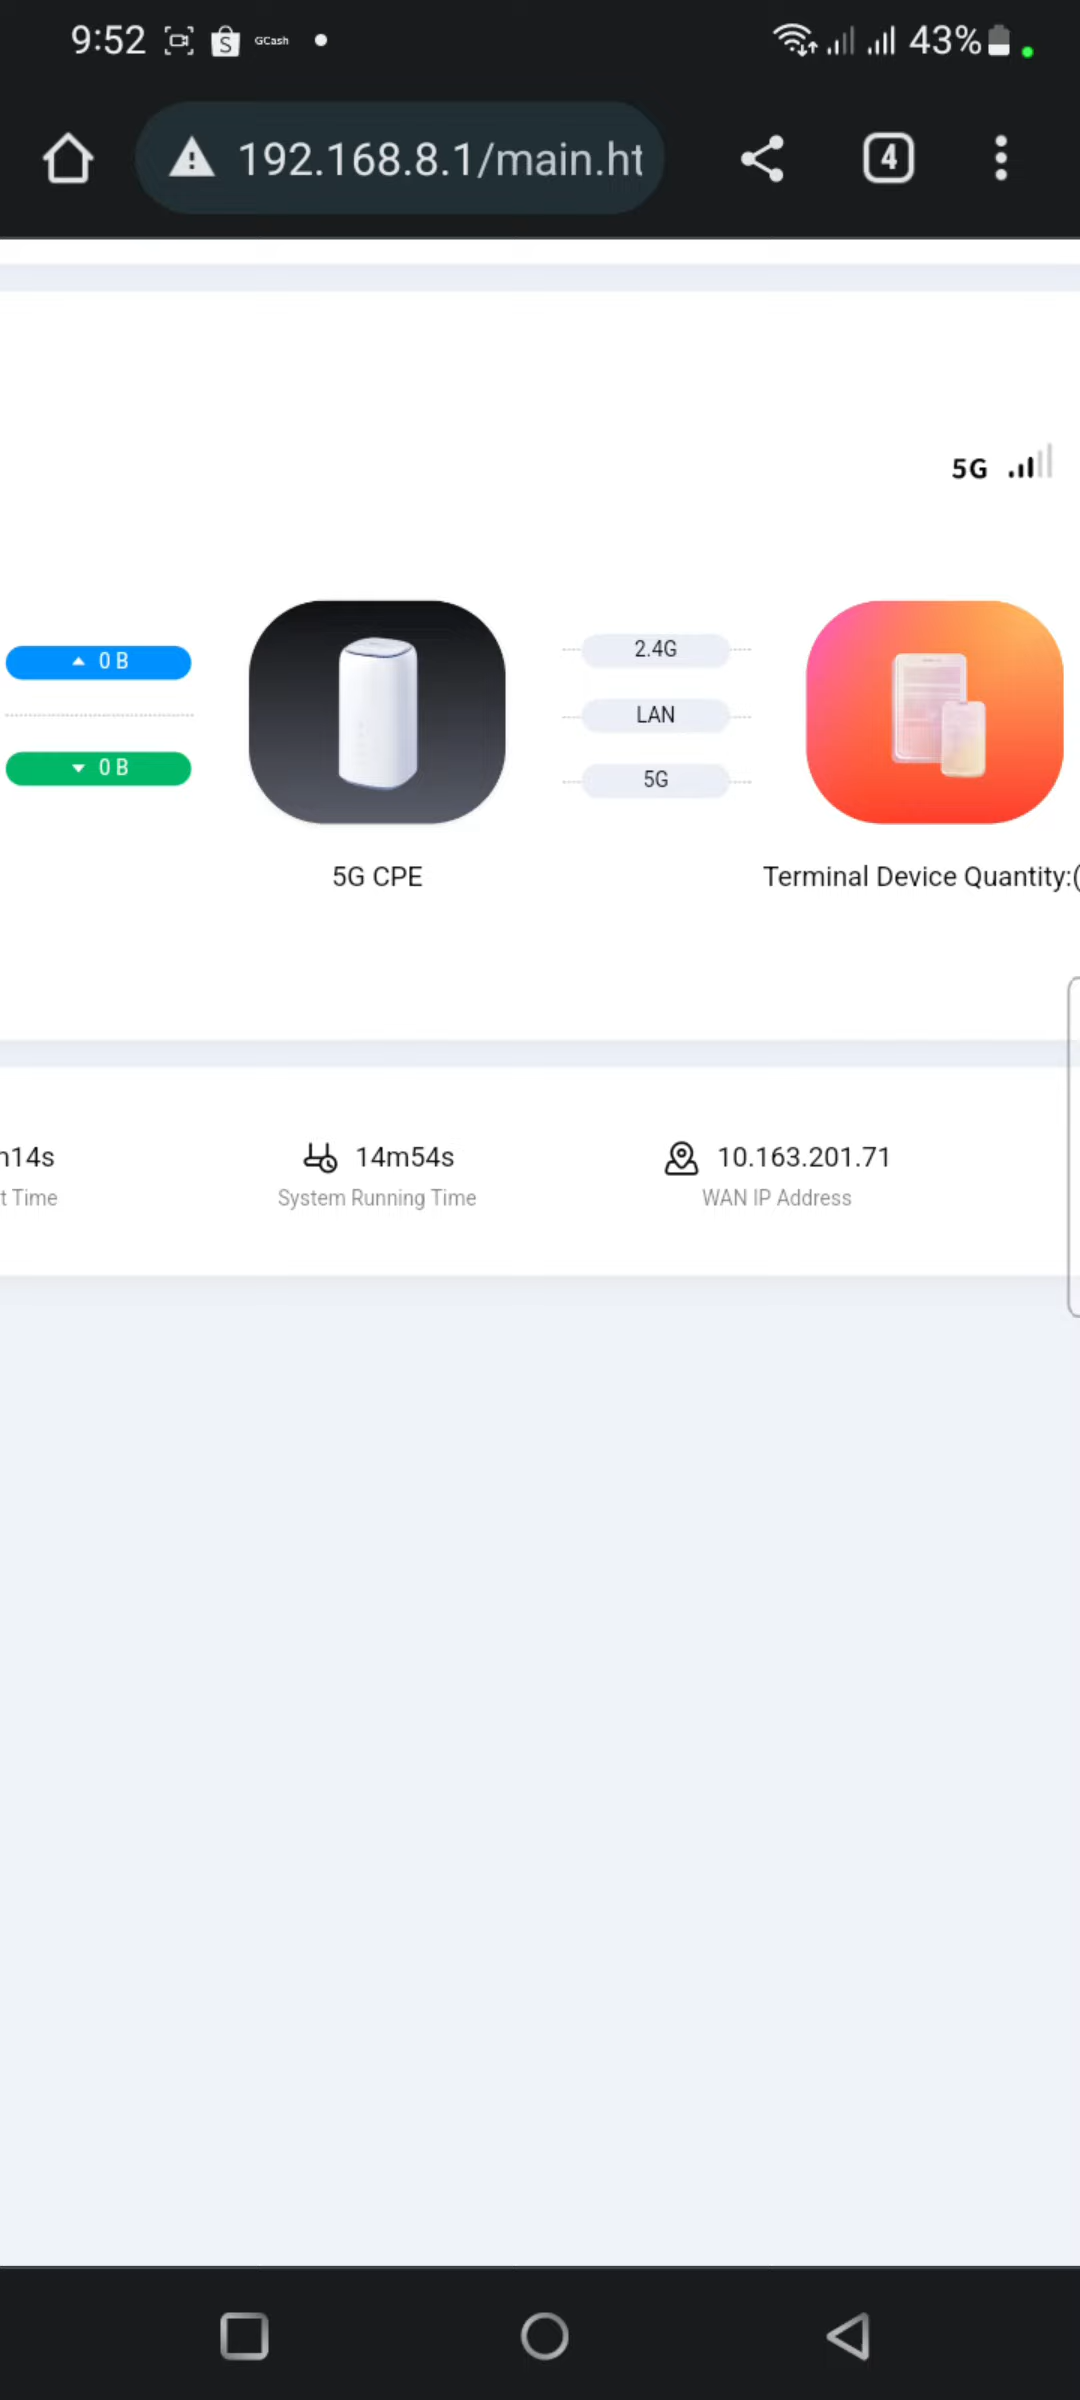 9:52 GCash 43%
192.168.8.1/main.ht
4
5G
0 B
2.4G
LAN
0 B
5G
5G CPE
Terminal Device Quantity:(
14s
14m54s
10.163.201.71
t Time
System Running Time
WAN IP Address